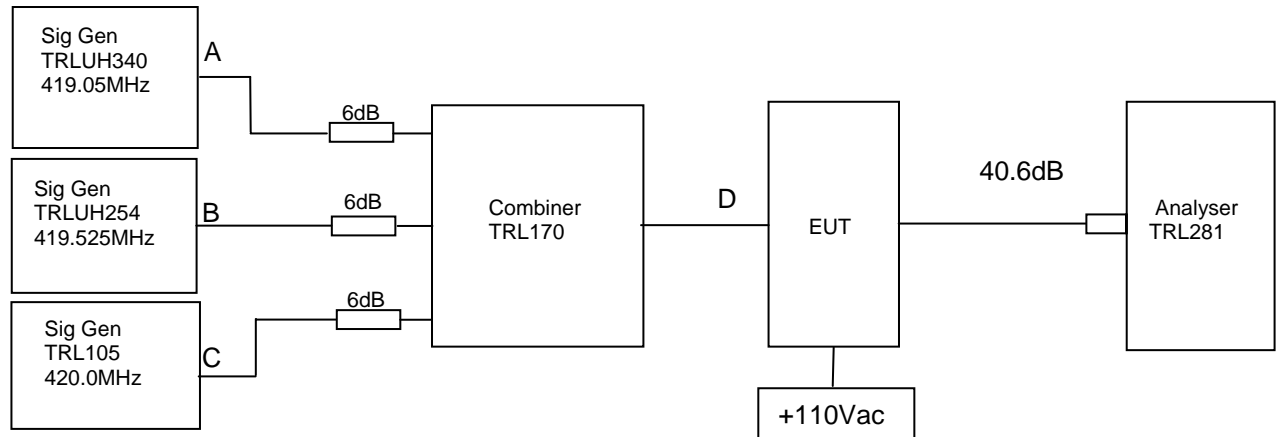 Sig Gen
TRLUH340
419.05MHz
A
6dB
Sig Gen
TRLUH254
419.525MHz
B
6dB
Sig Gen
TRL105
420.0MHz
C
6dB
Combiner
TRL170
D
EUT
+110Vac
40.6dB
Analyser
TRL281